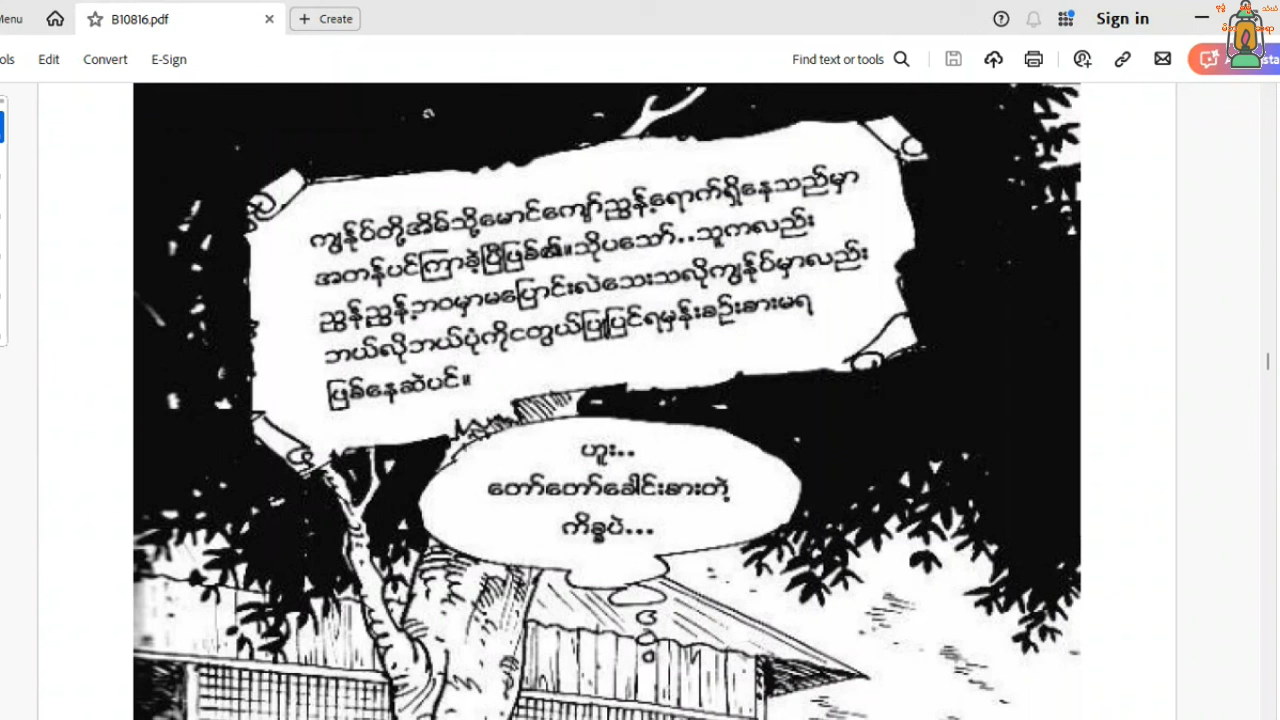 Menu
B10816.pdf
Create
Sign in
ols
Edit
Convert
E-Sign
Find text or tools
ကျွန်ုပ်တို့အိမ်သို့မောင်ကျော်ညွန့်ရောက်ရှိနေသည်မှာ
အတန်ပင်ကြာခဲ့ပြီဖြစ်၏။သို့ပသော်..သူကလည်း
ညွန့်ညွန့်ဘဝမှာမပြောင်းလဲသေးသလိုကျွန်ုပ်မှာလည်း
ဘယ်လိုဘယ်ပုံကိုငတွယ်ပြုပြင်ရမှန်းခဦးခားမရ
ဖြစ်နေဆဲပင်။
ဟူး..
တော်တော်ခေါင်းခားတဲ့
ကိစ္စပဲ...